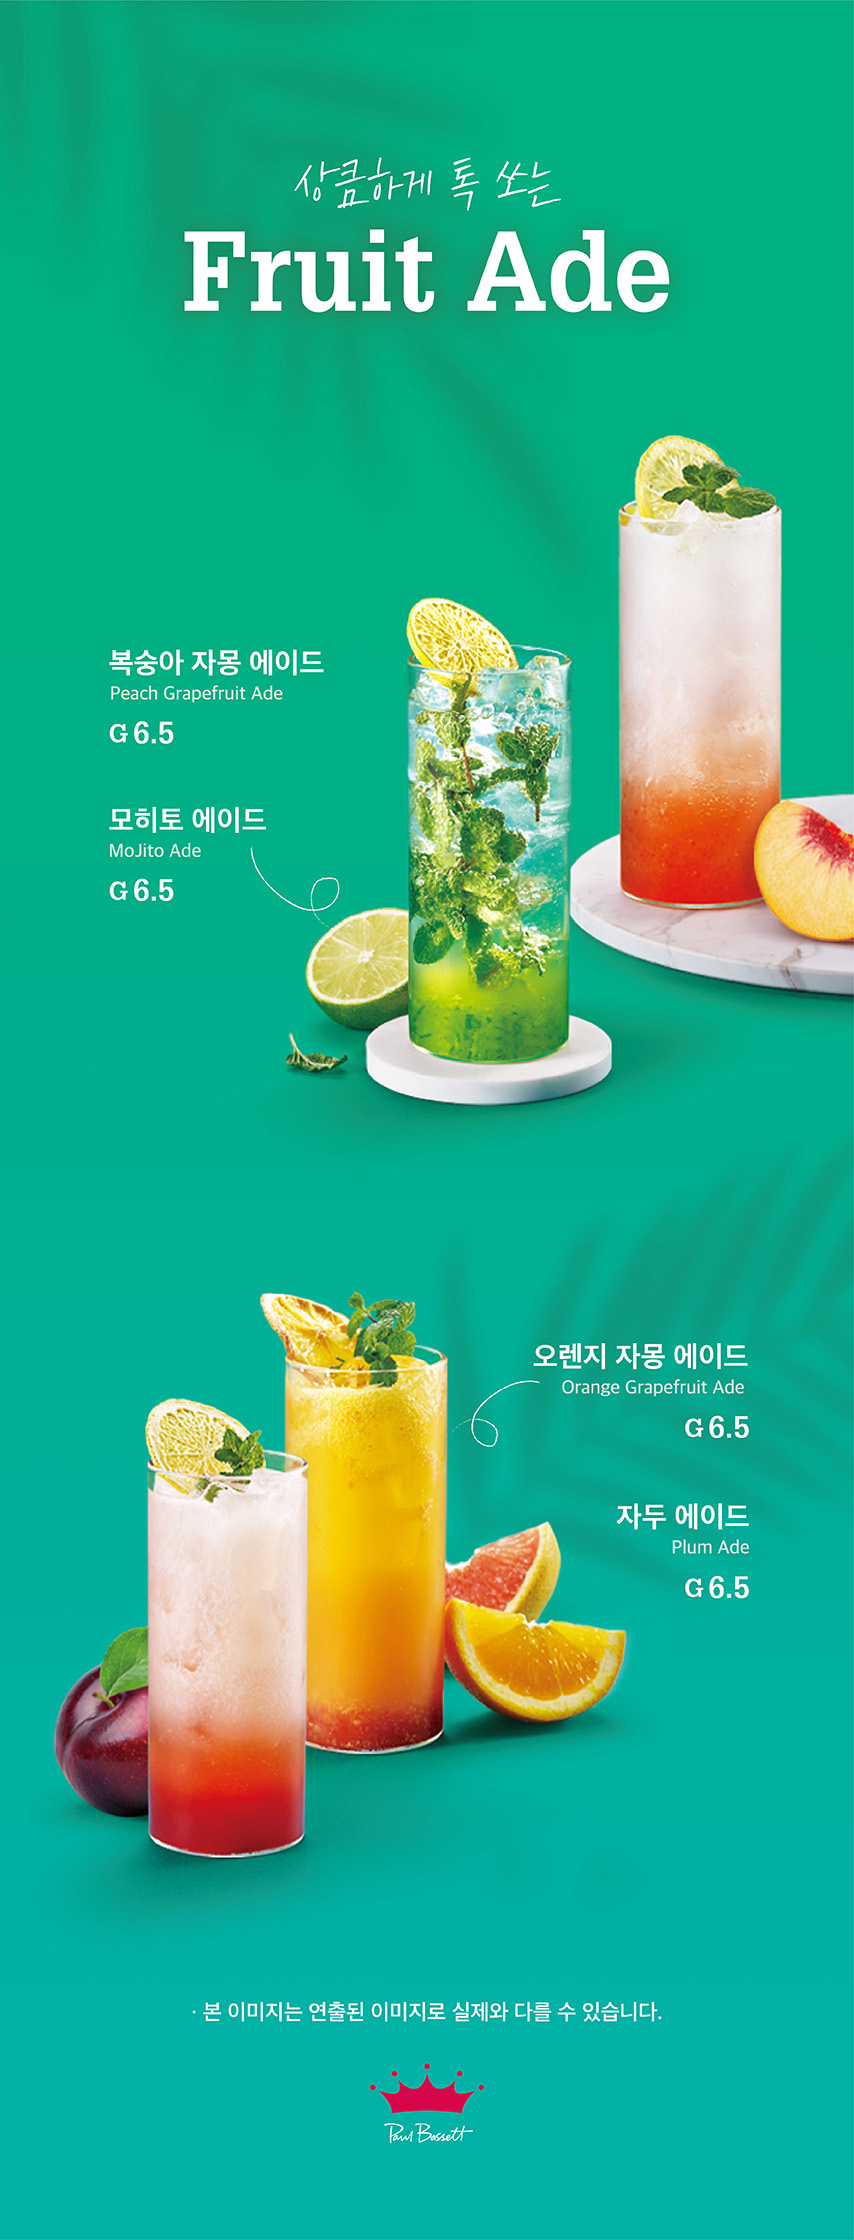 상큼하게 톡 쏘는
Fruit Ade
복숭아 자몽 에이드
Peach Grapefruit Ade
G 6.5
모히토 에이드
MoJito Ade
G 6.5
오렌지 자몽 에이드
Orange Grapefruit Ade
G 6.5
자두 에이드
Plum Ade
G 6.5
· 본 이미지는 연출된 이미지로 실제와 다를 수 있습니다.
Paul Bassett